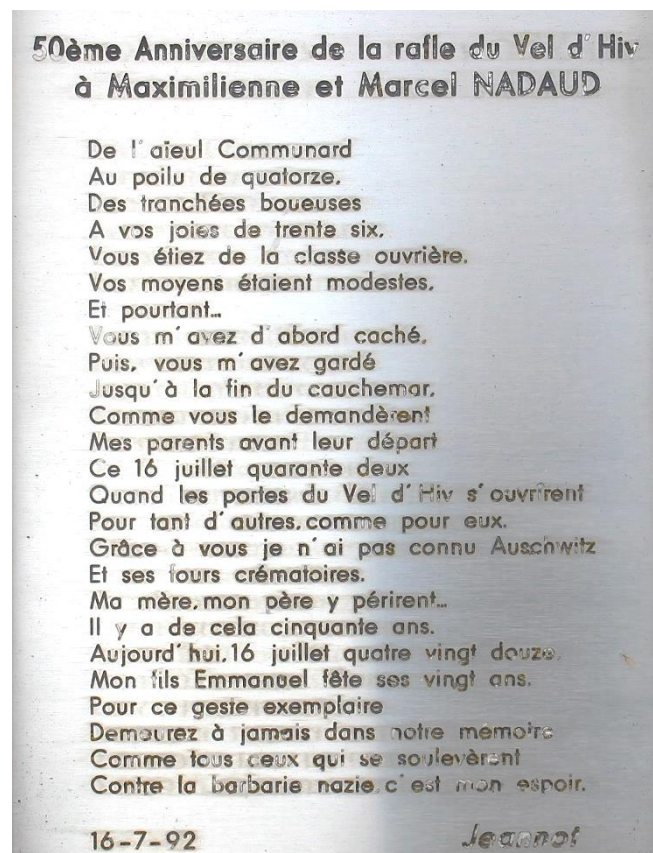 50ème Anniversaire de la rafle du Vel d'Hiv
à Maximilienne et Marcel NADAUD
De l'aïeul Communard
Au poilu de quatorze,
Des tranchées boueuses
A vos joies de trente six,
Vous étiez de la classe ouvrière.
Vos moyens étaient modestes,
Et pourtant...
Vous m'avez d'abord caché,
Puis, vous m'avez gardé
Jusqu'à la fin du cauchemar,
Comme vous le demandèrent
Mes parents avant leur départ
Ce 16 juillet quarante deux
Quand les portes du Vel d'Hiv s'ouvrirent
Pour tant d'autres, comme pour eux.
Grâce à vous je n'ai pas connu Auschwitz
Et ses fours crématoires.
Ma mère, mon père y périrent...
Il y a de cela cinquante ans.
Aujourd'hui, 16 juillet quatre vingt douze,
Mon fils Emmanuel fête ses vingt ans.
Pour ce geste exemplaire
Demeurez à jamais dans notre mémoire
Comme tous ceux qui se soulevèrent
Contre la barbarie nazie, c'est mon espoir.
16-7-92 Jeannot